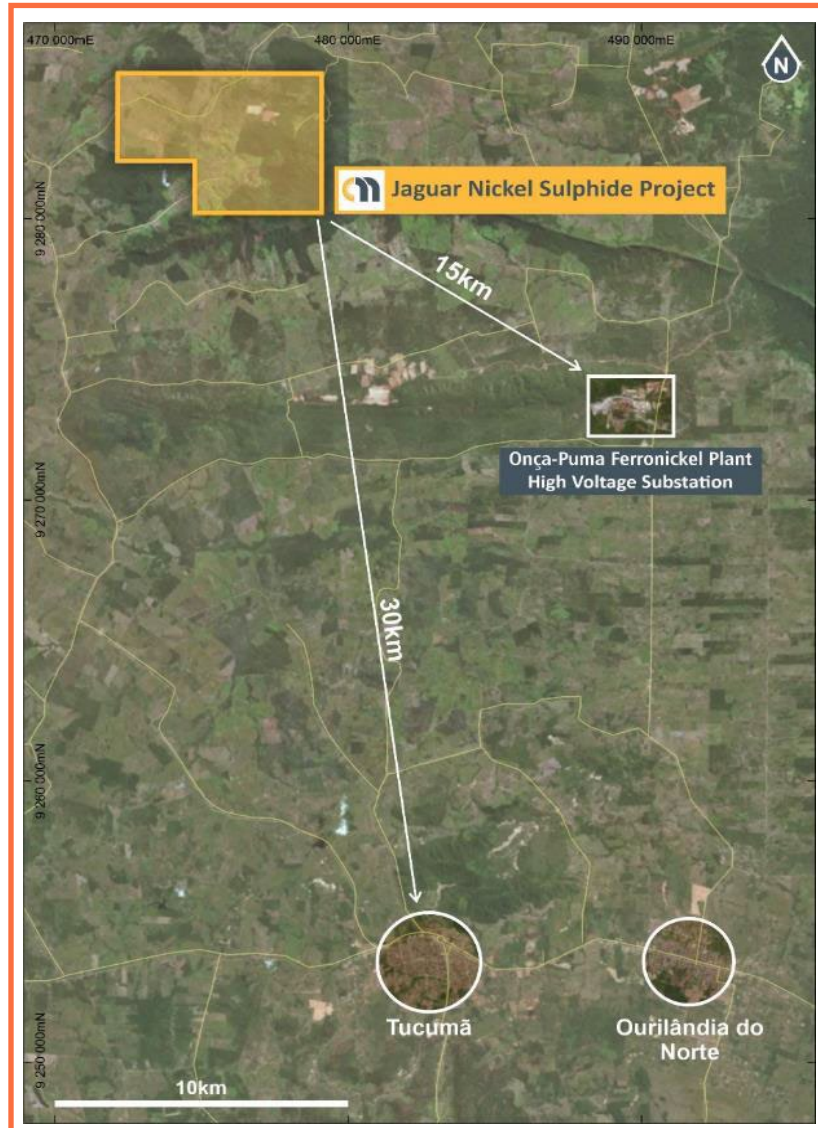 470 000mE
480 000mE
490 000mE
N
Jaguar Nickel Sulphide Project
9 280 000mN
15km
Onça-Puma Ferronickel Plant
High Voltage Substation
9 270 000mN
30km
9 260 000mN
Tucumã
Ourilândia do
Norte
9 250 000mN
10km